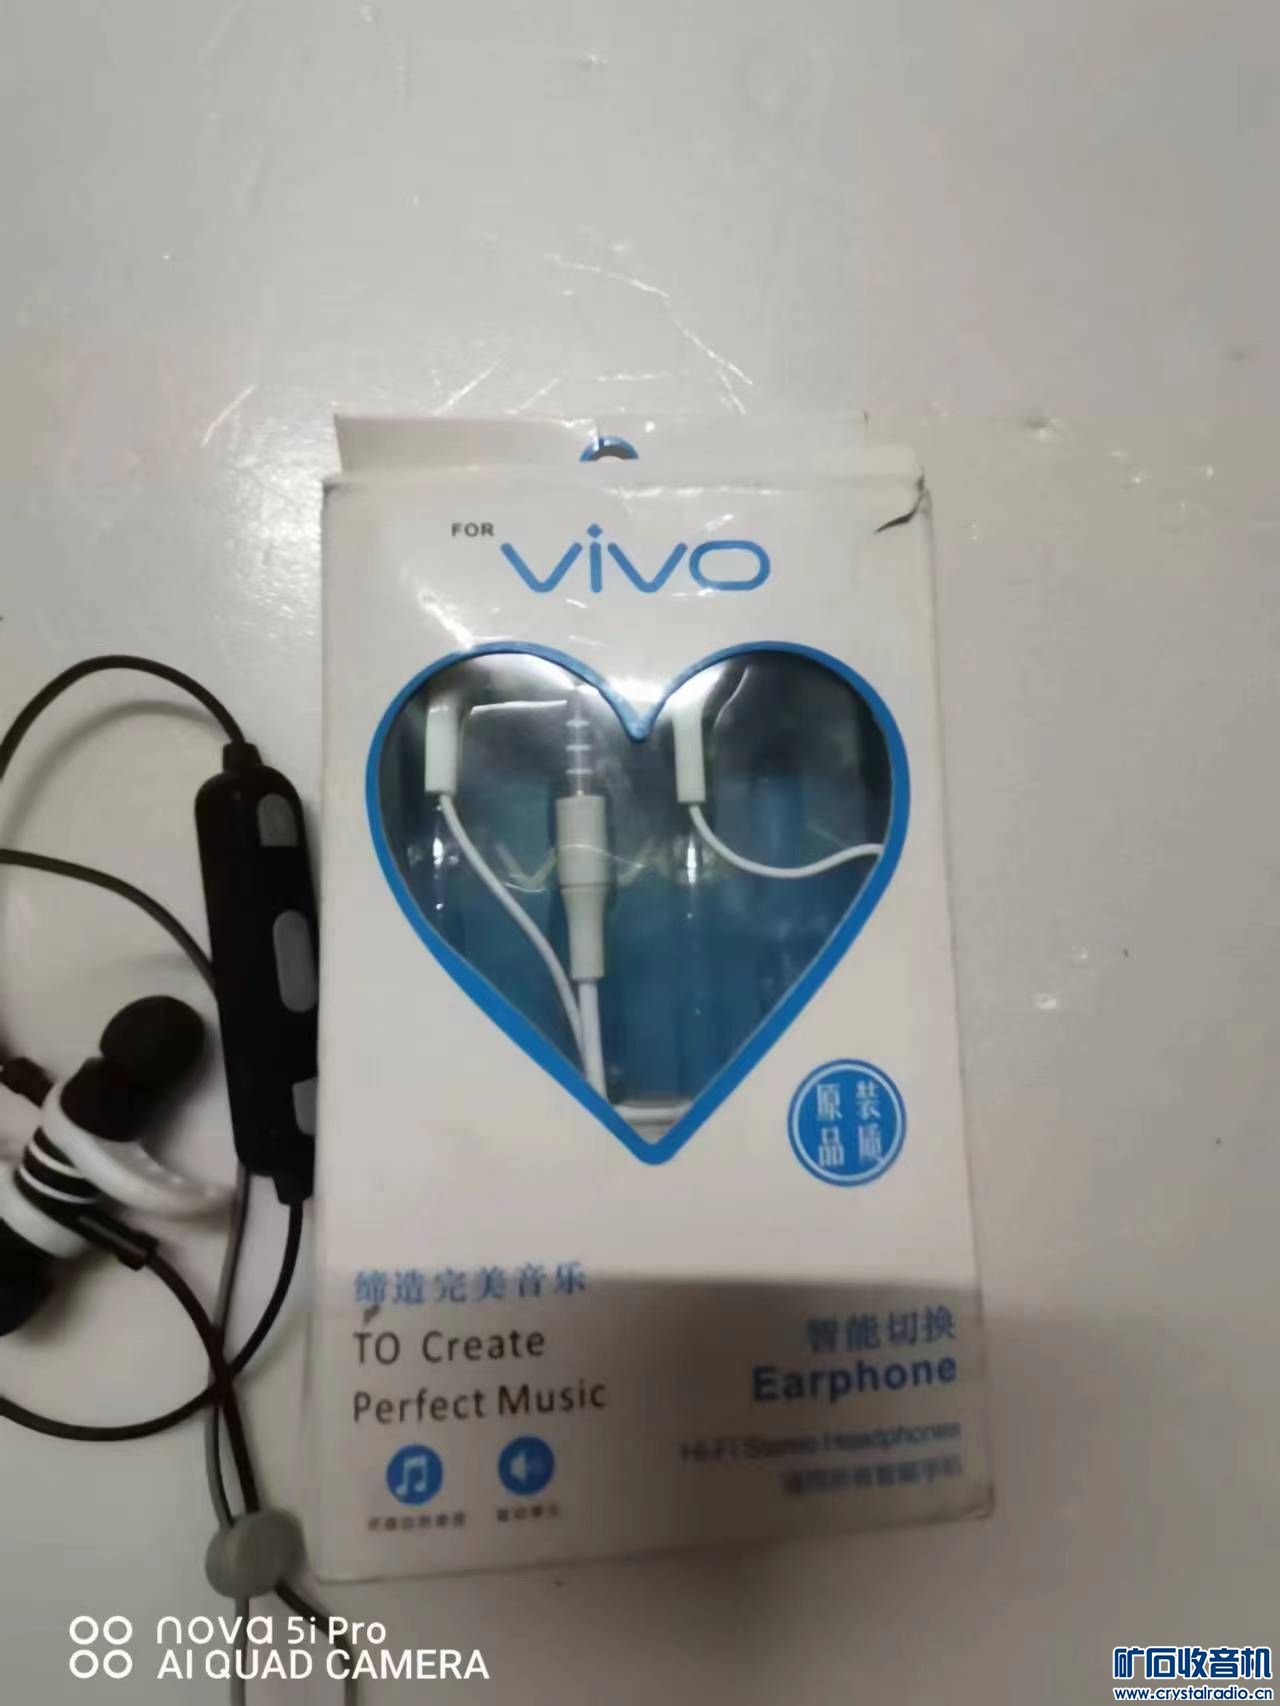 FOR vivo
原装
品质
缔造完美音乐
TO Create
Perfect Music
智能切换
Earphone
Hi-Fi Stereo Headphones
nova 5i Pro
AI QUAD CAMERA
矿石收音机
www.crystalradio.cn